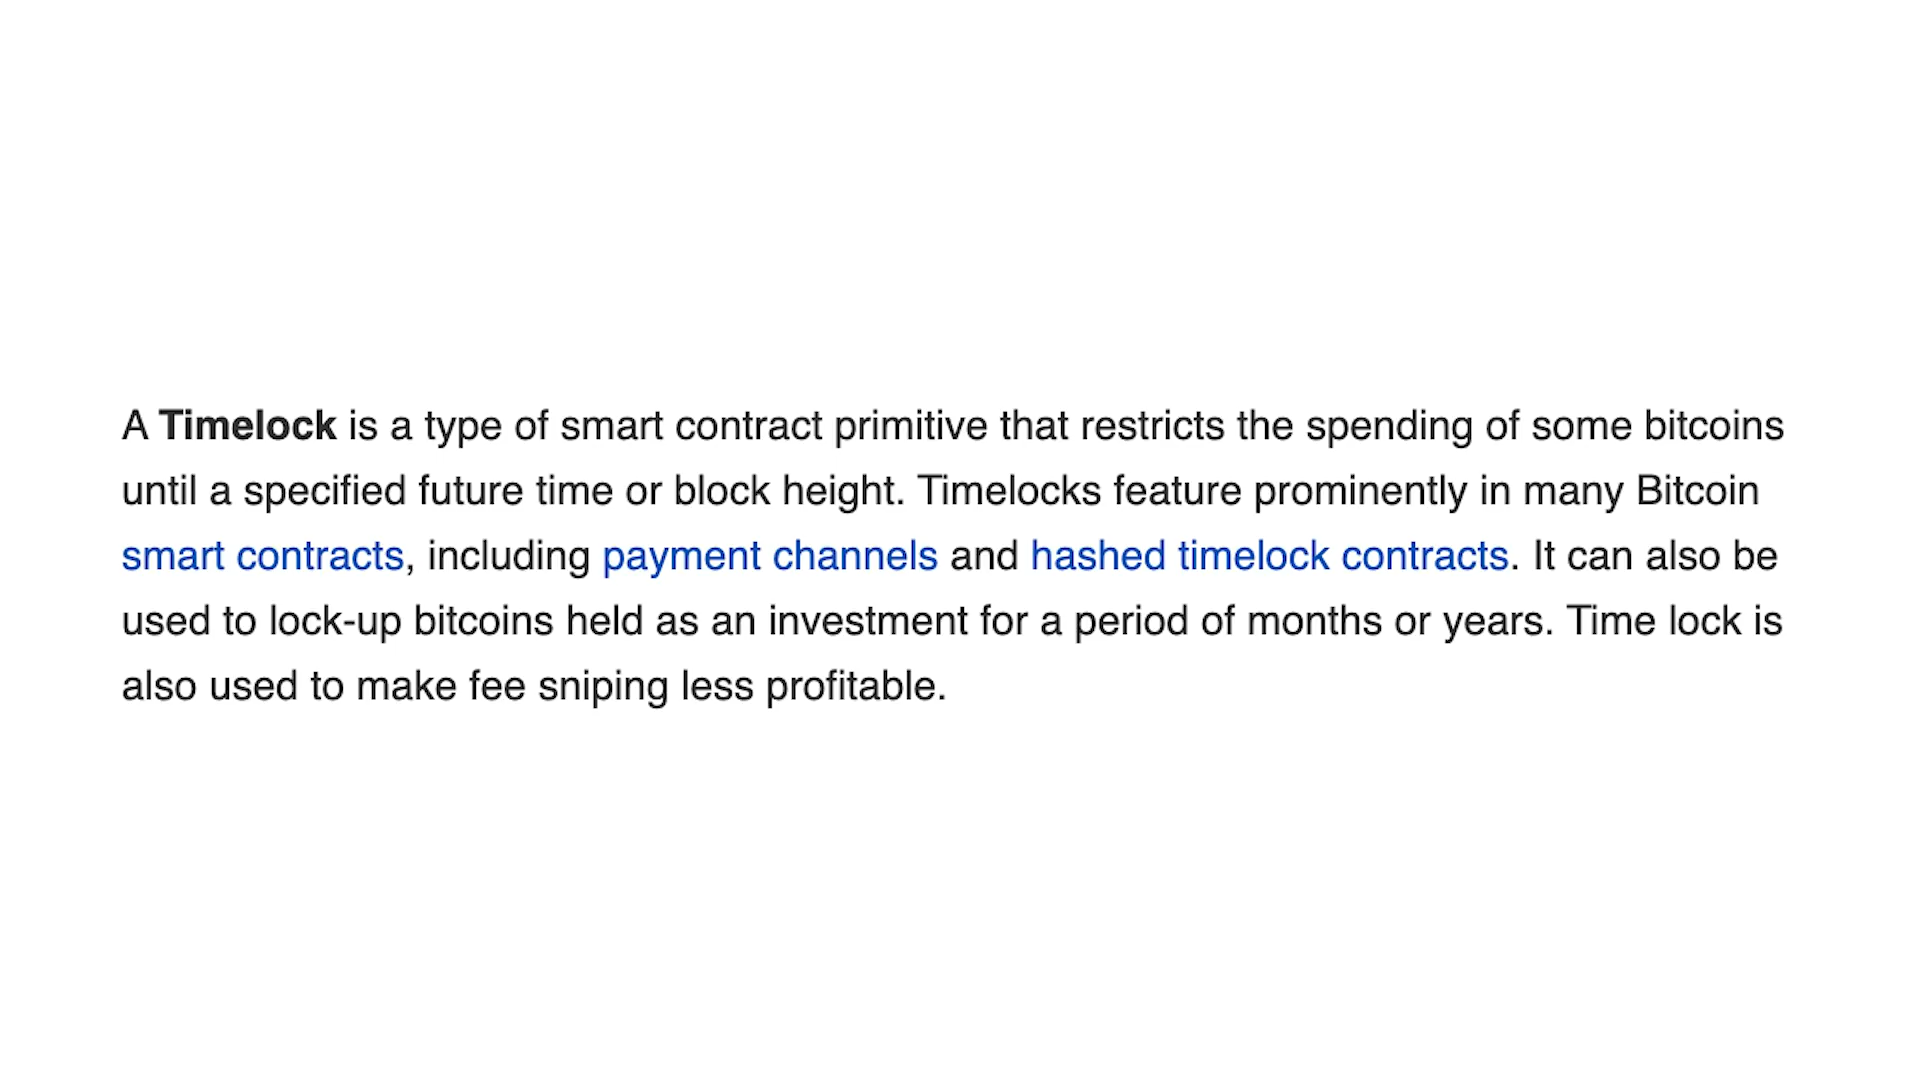 A Timelock is a type of smart contract primitive that restricts the spending of some bitcoins
until a specified future time or block height. Timelocks feature prominently in many Bitcoin
smart contracts, including payment channels and hashed timelock contracts. It can also be
used to lock-up bitcoins held as an investment for a period of months or years. Time lock is
also used to make fee sniping less profitable.